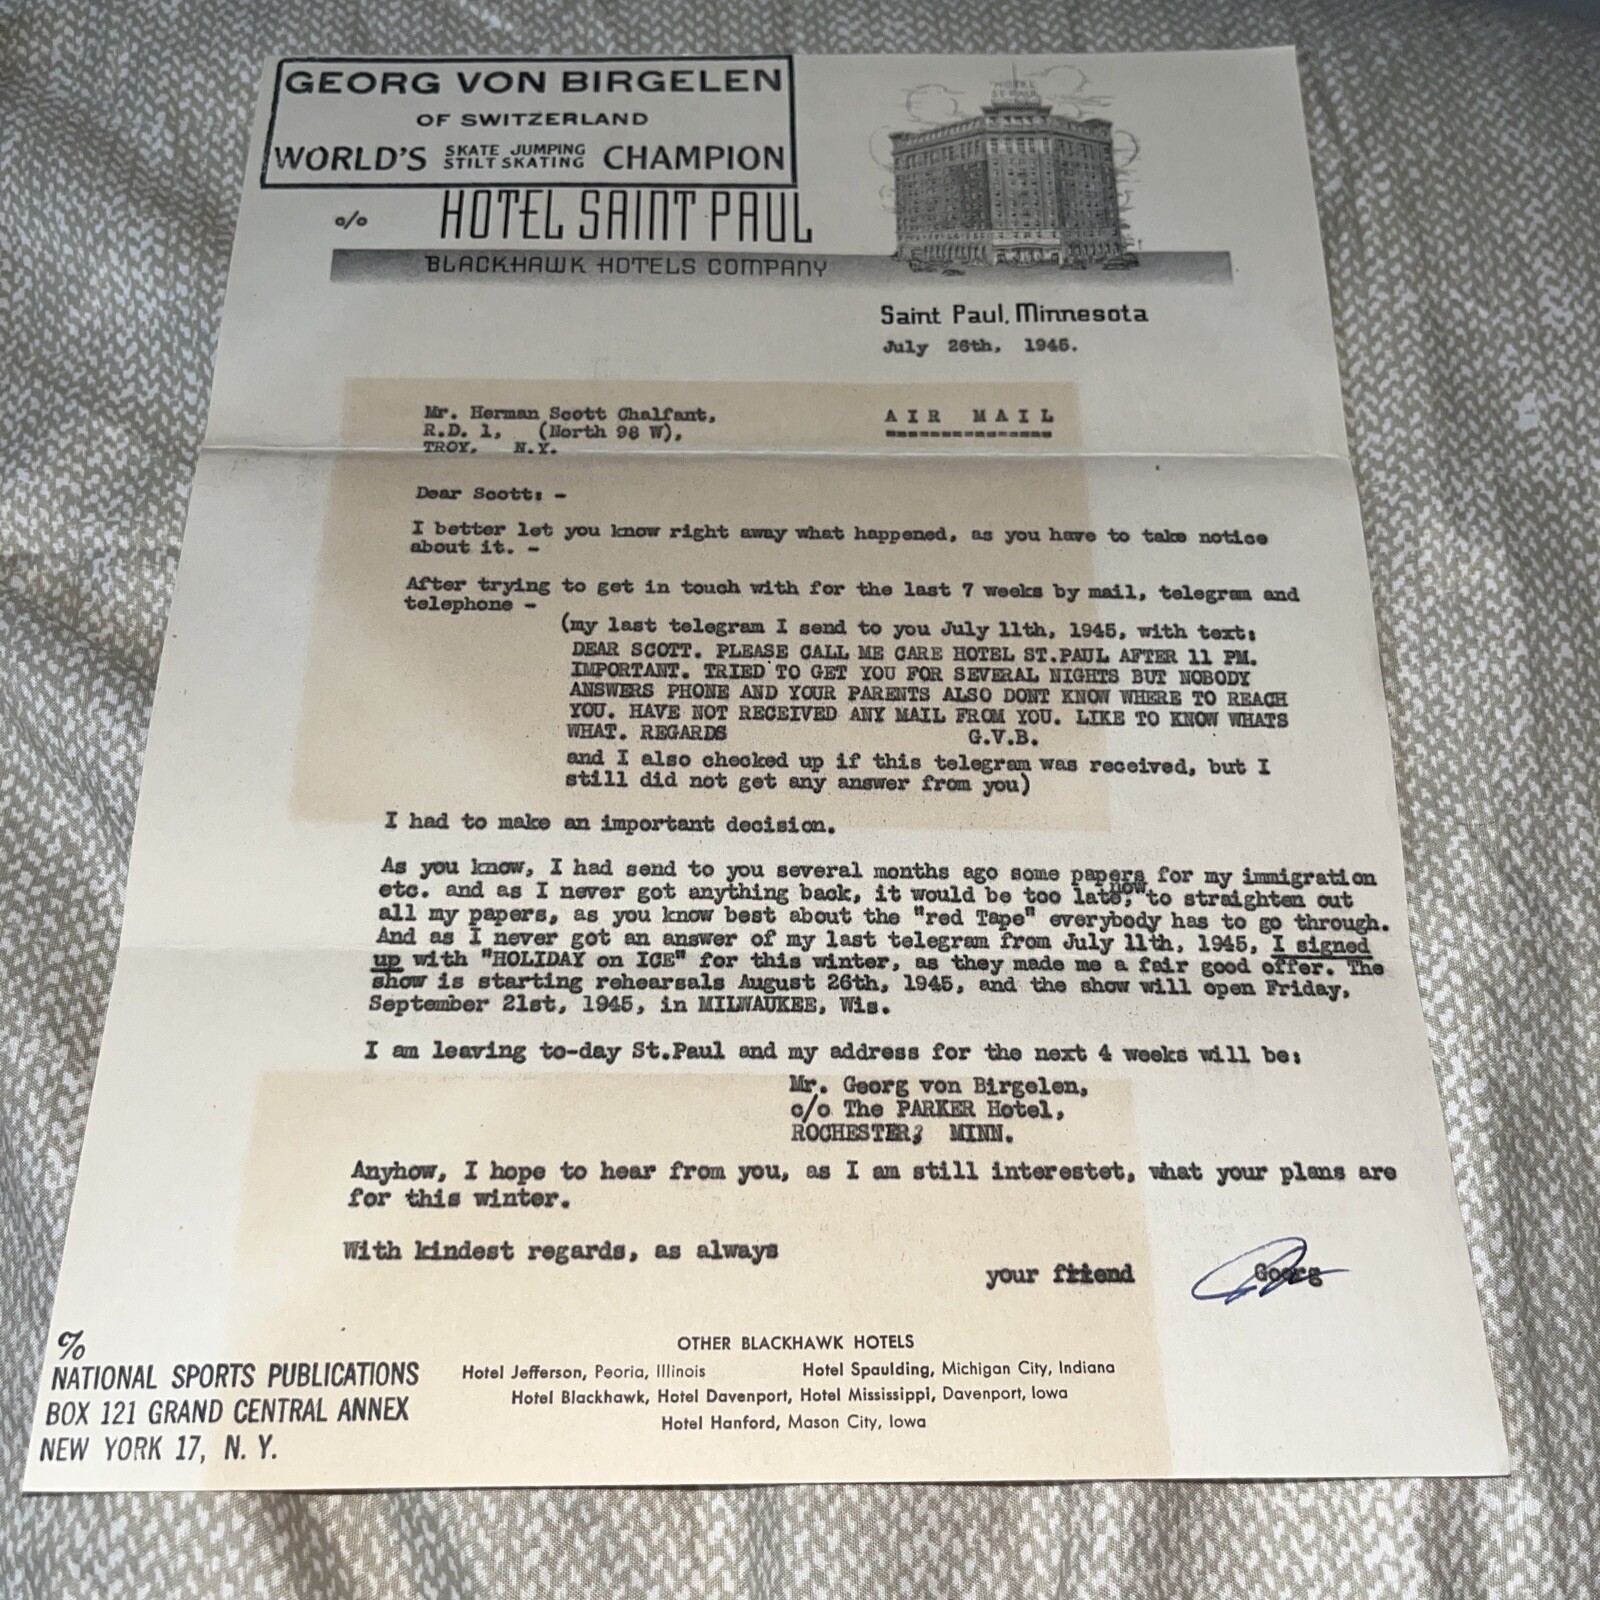 GEORG VON BIRGELEN
OF SWITZERLAND
WORLD'S SKATE JUMPING STILT SKATING CHAMPION
HOTEL ST. PAUL
c/o HOTEL SAINT PAUL
BLACKHAWK HOTELS COMPANY
Saint Paul, Minnesota
July 26th, 1945.
Mr. Herman Scott Chalfant,
R.D. 1, (North 98 W),
TROY, N.Y.
AIR MAIL
Dear Scott: -
I better let you know right away what happened, as you have to take notice
about it. -
After trying to get in touch with for the last 7 weeks by mail, telegram and
telephone -
(my last telegram I send to you July 11th, 1945, with text:
DEAR SCOTT. PLEASE CALL ME CARE HOTEL ST.PAUL AFTER 11 PM.
IMPORTANT. TRIED TO GET YOU FOR SEVERAL NIGHTS BUT NOBODY
ANSWERS PHONE AND YOUR PARENTS ALSO DONT KNOW WHERE TO REACH
YOU. HAVE NOT RECEIVED ANY MAIL FROM YOU. LIKE TO KNOW WHATS
WHAT. REGARDS G.V.B.
and I also checked up if this telegram was received, but I
still did not get any answer from you)
I had to make an important decision.
As you know, I had send to you several months ago some papers for my immigration
etc. and as I never got anything back, it would be too late, now to straighten out
all my papers, as you know best about the "red Tape" everybody has to go through.
And as I never got an answer of my last telegram from July 11th, 1945, I signed
up with "HOLIDAY on ICE" for this winter, as they made me a fair good offer. The
show is starting rehearsals August 26th, 1945, and the show will open Friday,
September 21st, 1945, in MILWAUKEE, Wis.
I am leaving to-day St.Paul and my address for the next 4 weeks will be:
Mr. Georg von Birgelen,
c/o The PARKER Hotel,
ROCHESTER, MINN.
Anyhow, I hope to hear from you, as I am still interestet, what your plans are
for this winter.
With kindest regards, as always
your friend Georg
c/o
NATIONAL SPORTS PUBLICATIONS
BOX 121 GRAND CENTRAL ANNEX
NEW YORK 17, N. Y.
OTHER BLACKHAWK HOTELS
Hotel Jefferson, Peoria, Illinois Hotel Spaulding, Michigan City, Indiana
Hotel Blackhawk, Hotel Davenport, Hotel Mississippi, Davenport, Iowa
Hotel Hanford, Mason City, Iowa